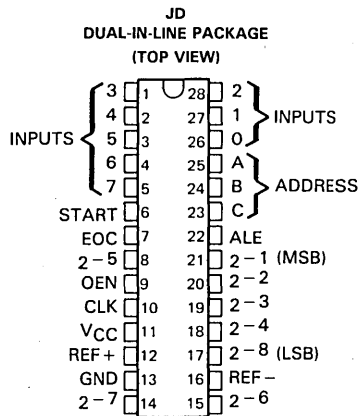 JD
DUAL-IN-LINE PACKAGE
(TOP VIEW)
3 1 28 2
4 2 27 1 INPUTS
INPUTS 5 3 26 0
6 4 25 A
7 5 24 B ADDRESS
START 6 23 C
EOC 7 22 ALE
2-5 8 21 2-1 (MSB)
OEN 9 20 2-2
CLK 10 19 2-3
VCC 11 18 2-4
REF+ 12 17 2-8 (LSB)
GND 13 16 REF-
2-7 14 15 2-6